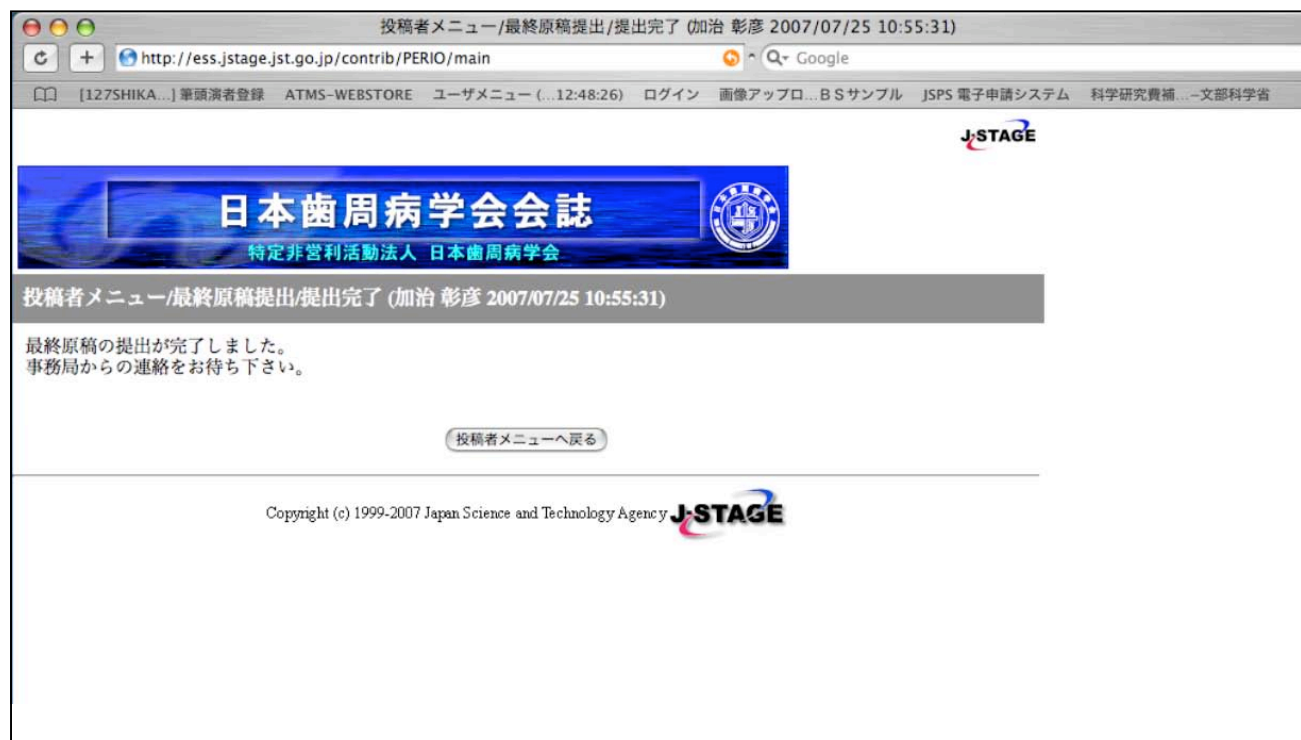 投稿者メニュー/最終原稿提出/提出完了 (加治 彰彦 2007/07/25 10:55:31)
http://ess.jstage.jst.go.jp/contrib/PERIO/main
Google
[127SHIKA...] 筆頭演者登録 ATMS-WEBSTORE ユーザメニュー (...12:48:26) ログイン 画像アップロ...BSサンプル JSPS 電子申請システム 科学研究費補...-文部科学省
J-STAGE
日本歯周病学会会誌
特定非営利活動法人 日本歯周病学会
投稿者メニュー/最終原稿提出/提出完了 (加治 彰彦 2007/07/25 10:55:31)
最終原稿の提出が完了しました。
事務局からの連絡をお待ち下さい。
投稿者メニューへ戻る
Copyright (c) 1999-2007 Japan Science and Technology Agency J-STAGE